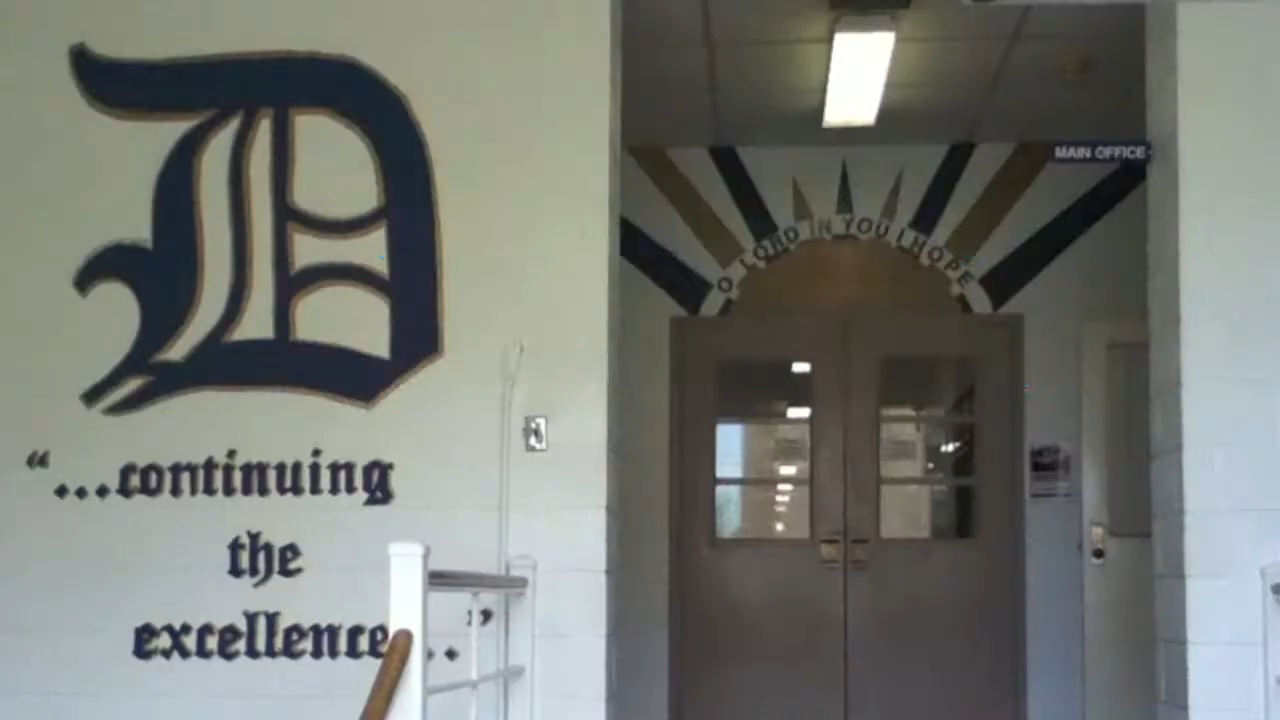 D
“...continuing
the
excellence..”
MAIN OFFICE
O LORD IN YOU I HOPE